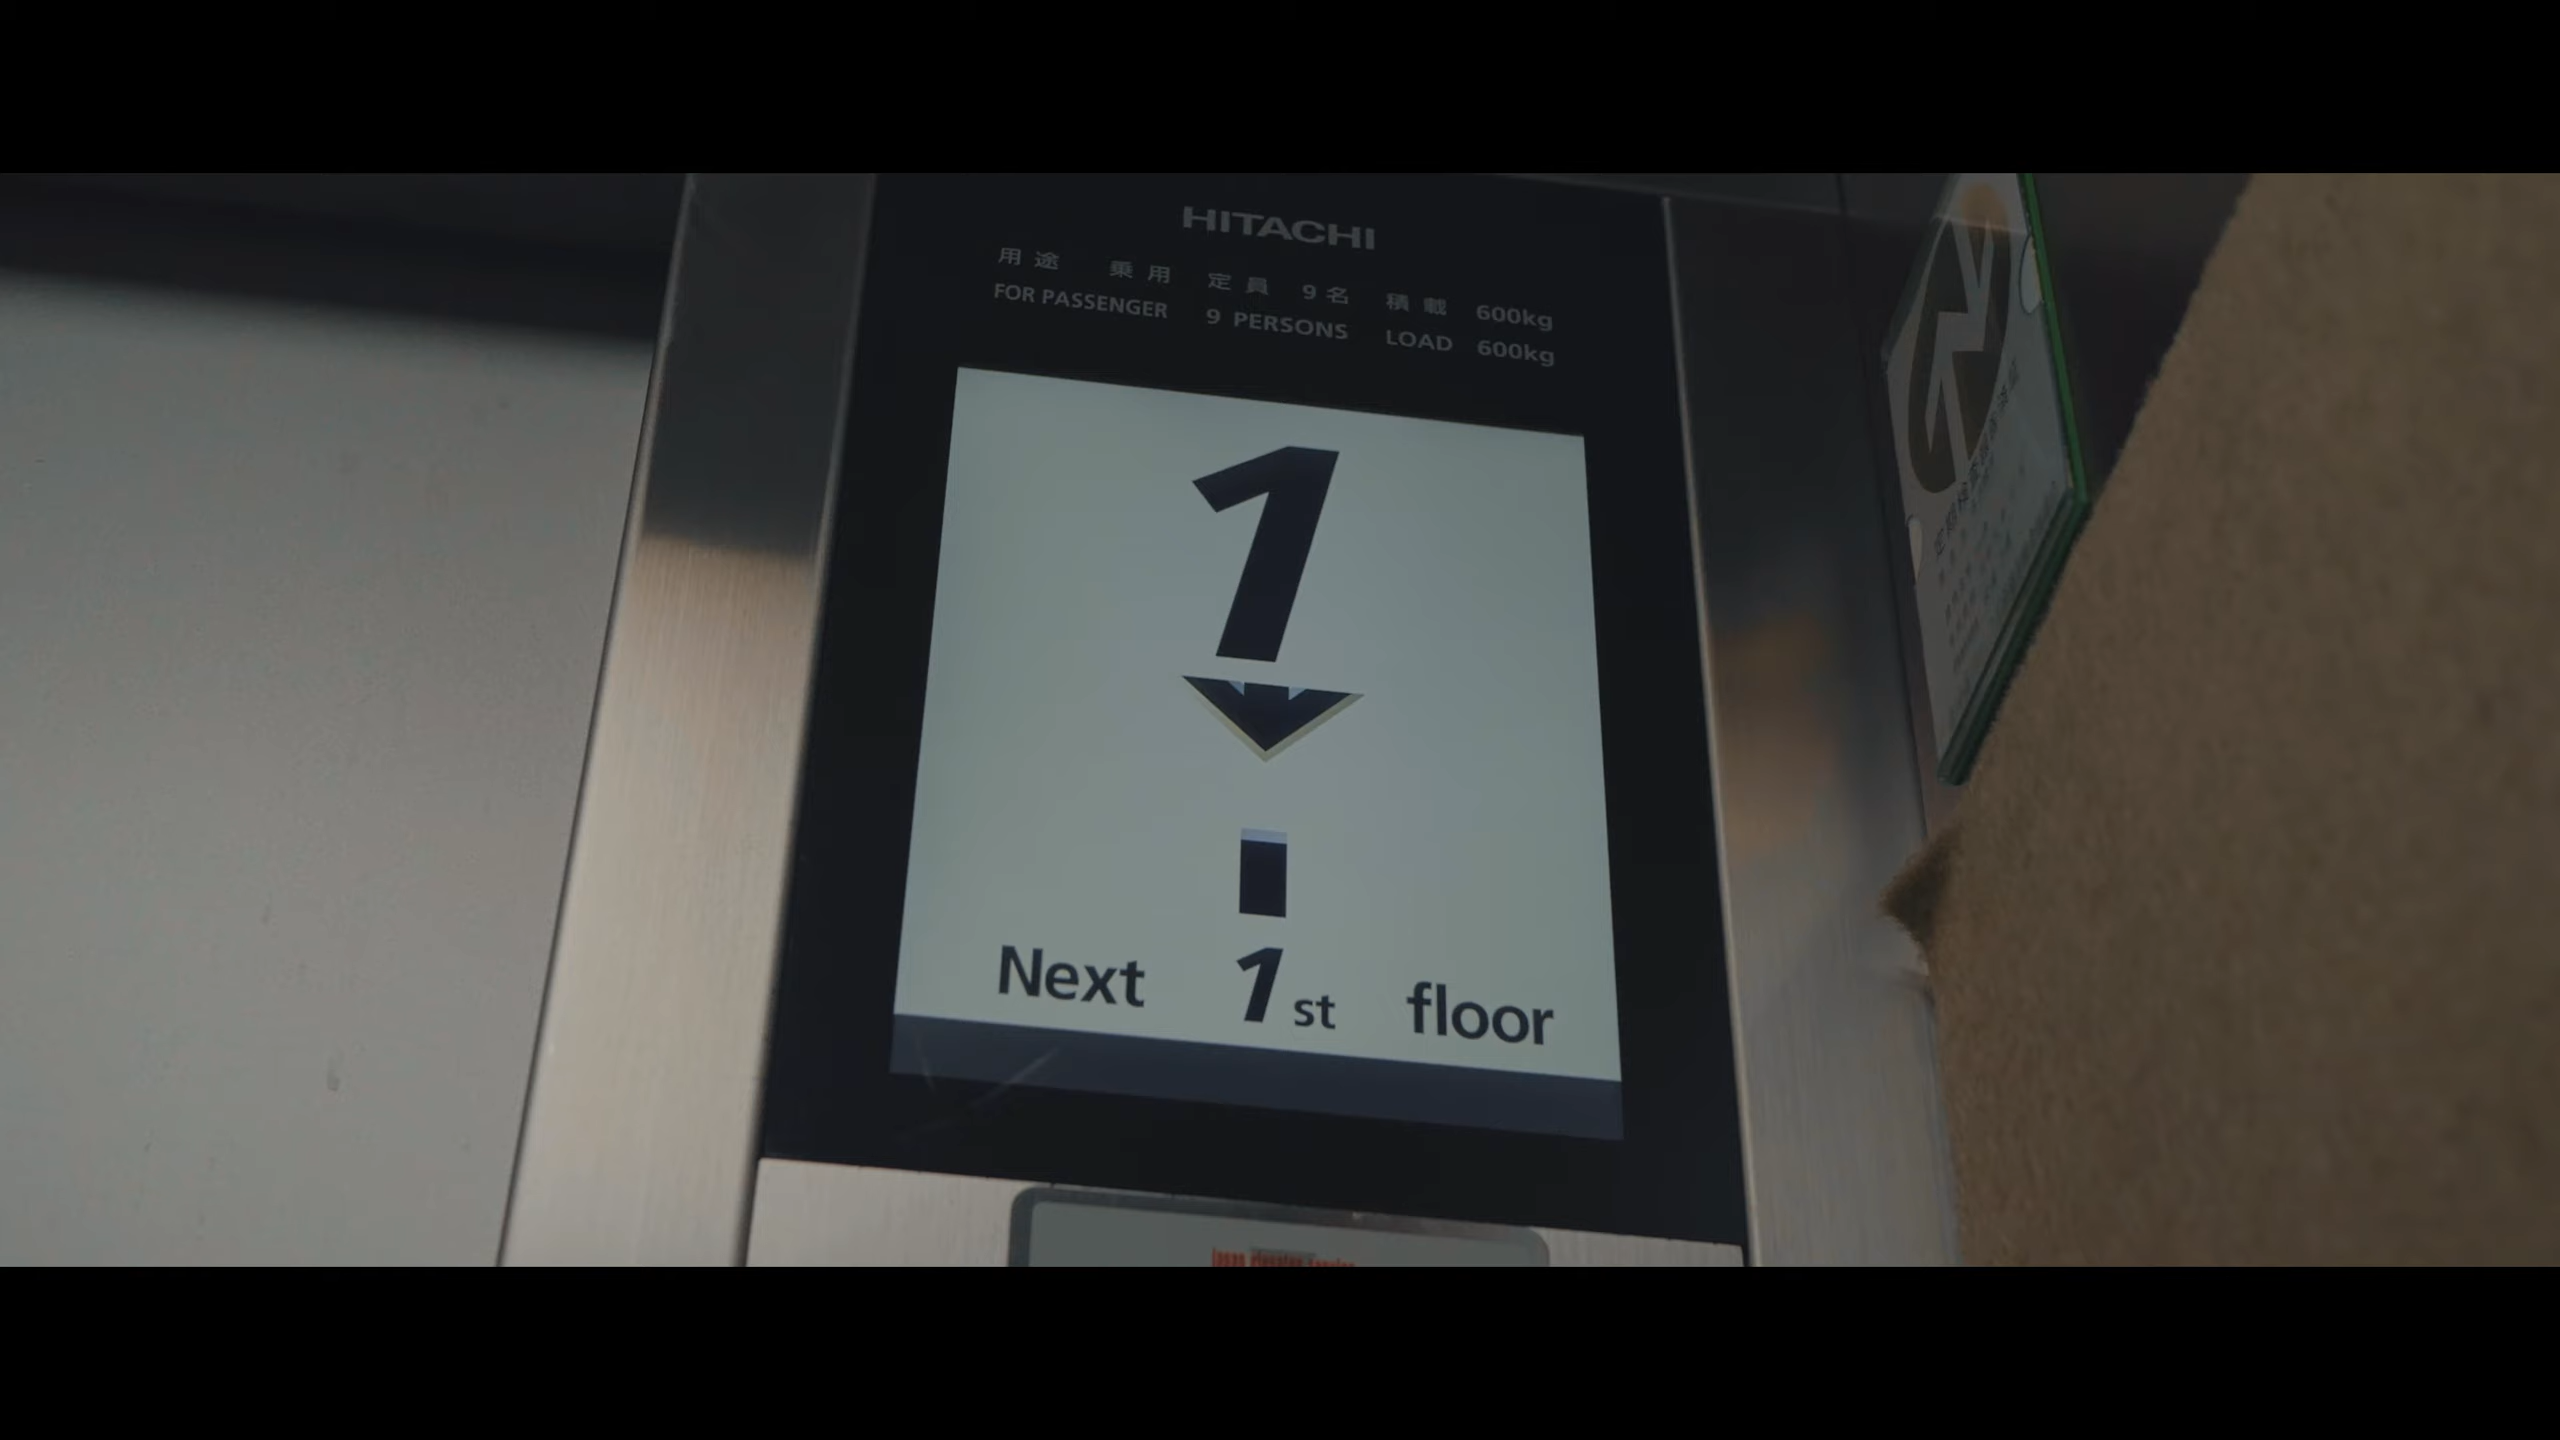 HITACHI
用途 乗用 定員 9名 積載 600kg
FOR PASSENGER 9 PERSONS LOAD 600kg
1
Next 1st floor